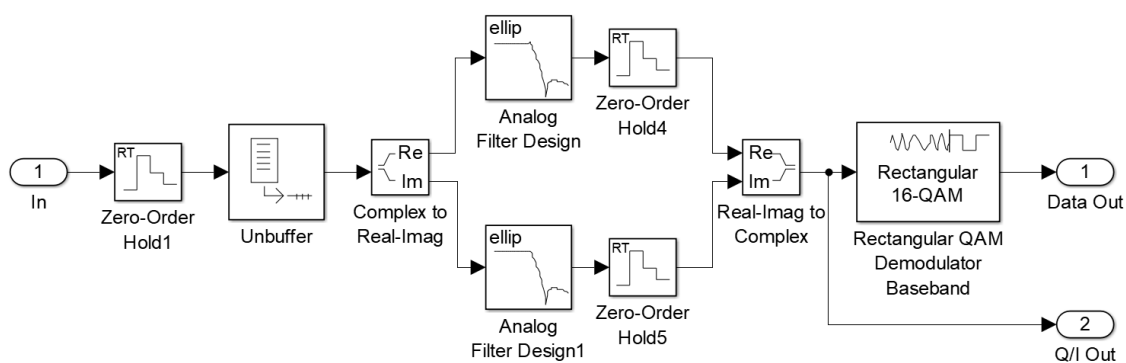 ellip
Analog
Filter Design
RT
Zero-Order
Hold4
1
In
RT
Zero-Order
Hold1
Unbuffer
Re
Im
Complex to
Real-Imag
ellip
Analog
Filter Design1
RT
Zero-Order
Hold5
Re
Im
Real-Imag to
Complex
Rectangular
16-QAM
Rectangular QAM
Demodulator
Baseband
1
Data Out
2
Q/I Out